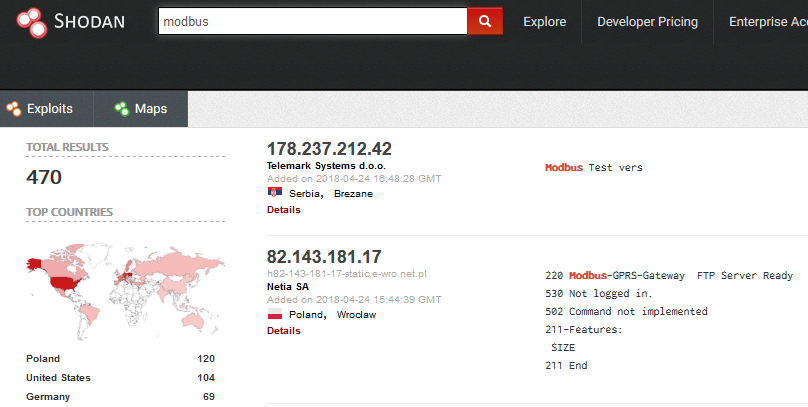 SHODAN
modbus
Explore
Developer Pricing
Enterprise Acc
Exploits
Maps
TOTAL RESULTS
470
TOP COUNTRIES
Poland 120
United States 104
Germany 69
178.237.212.42
Telemark Systems d.o.o.
Added on 2018-04-24 16:48:28 GMT
Serbia, Brezane
Details
Modbus Test vers
82.143.181.17
h82-143-181-17-static.e-wro.net.pl
Netia SA
Added on 2018-04-24 15:44:39 GMT
Poland, Wrocław
Details
220 Modbus-GPRS-Gateway FTP Server Ready
530 Not logged in.
502 Command not implemented
211-Features:
SIZE
211 End